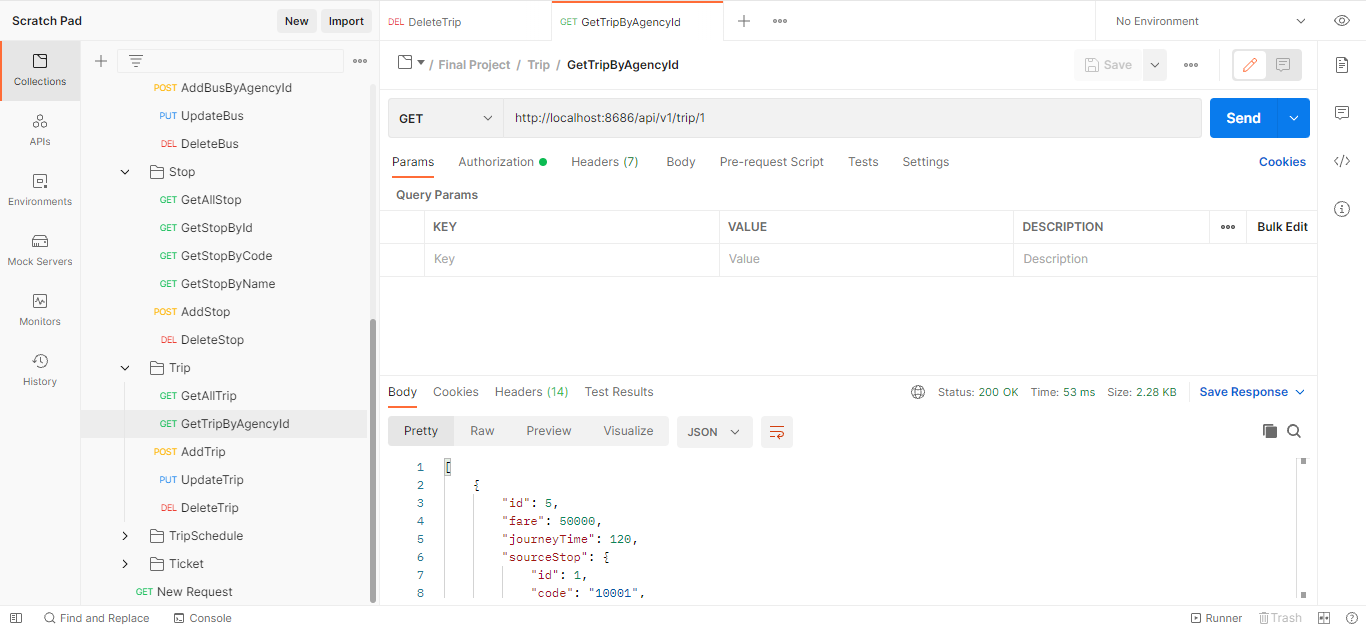 Scratch Pad
New
Import
DEL DeleteTrip
GET GetTripByAgencyId
No Environment
Collections
APIs
Environments
Mock Servers
Monitors
History
POST AddBusByAgencyId
PUT UpdateBus
DEL DeleteBus
Stop
GET GetAllStop
GET GetStopById
GET GetStopByCode
GET GetStopByName
POST AddStop
DEL DeleteStop
Trip
GET GetAllTrip
GET GetTripByAgencyId
POST AddTrip
PUT UpdateTrip
DEL DeleteTrip
TripSchedule
Ticket
GET New Request
/ Final Project / Trip / GetTripByAgencyId
Save
GET
http://localhost:8686/api/v1/trip/1
Send
Params
Authorization
Headers (7)
Body
Pre-request Script
Tests
Settings
Cookies
Query Params
KEY VALUE DESCRIPTION Bulk Edit
Key Value Description
Body Cookies Headers (14) Test Results
Status: 200 OK Time: 53 ms Size: 2.28 KB Save Response
Pretty Raw Preview Visualize JSON
1 [
2 {
3 "id": 5,
4 "fare": 50000,
5 "journeyTime": 120,
6 "sourceStop": {
7 "id": 1,
8 "code": "10001",
Find and Replace Console Runner Trash